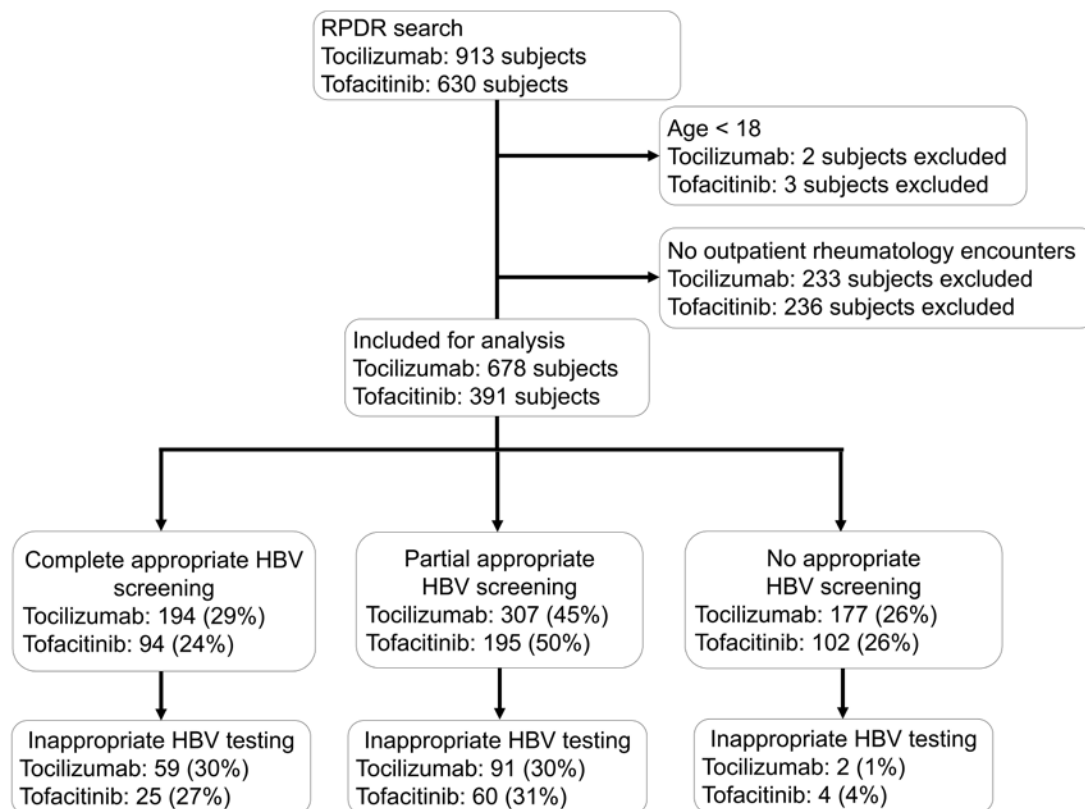 RPDR search
Tocilizumab: 913 subjects
Tofacitinib: 630 subjects
Age < 18
Tocilizumab: 2 subjects excluded
Tofacitinib: 3 subjects excluded
No outpatient rheumatology encounters
Tocilizumab: 233 subjects excluded
Tofacitinib: 236 subjects excluded
Included for analysis
Tocilizumab: 678 subjects
Tofacitinib: 391 subjects
Complete appropriate HBV
screening
Tocilizumab: 194 (29%)
Tofacitinib: 94 (24%)
Partial appropriate
HBV screening
Tocilizumab: 307 (45%)
Tofacitinib: 195 (50%)
No appropriate
HBV screening
Tocilizumab: 177 (26%)
Tofacitinib: 102 (26%)
Inappropriate HBV testing
Tocilizumab: 59 (30%)
Tofacitinib: 25 (27%)
Inappropriate HBV testing
Tocilizumab: 91 (30%)
Tofacitinib: 60 (31%)
Inappropriate HBV testing
Tocilizumab: 2 (1%)
Tofacitinib: 4 (4%)